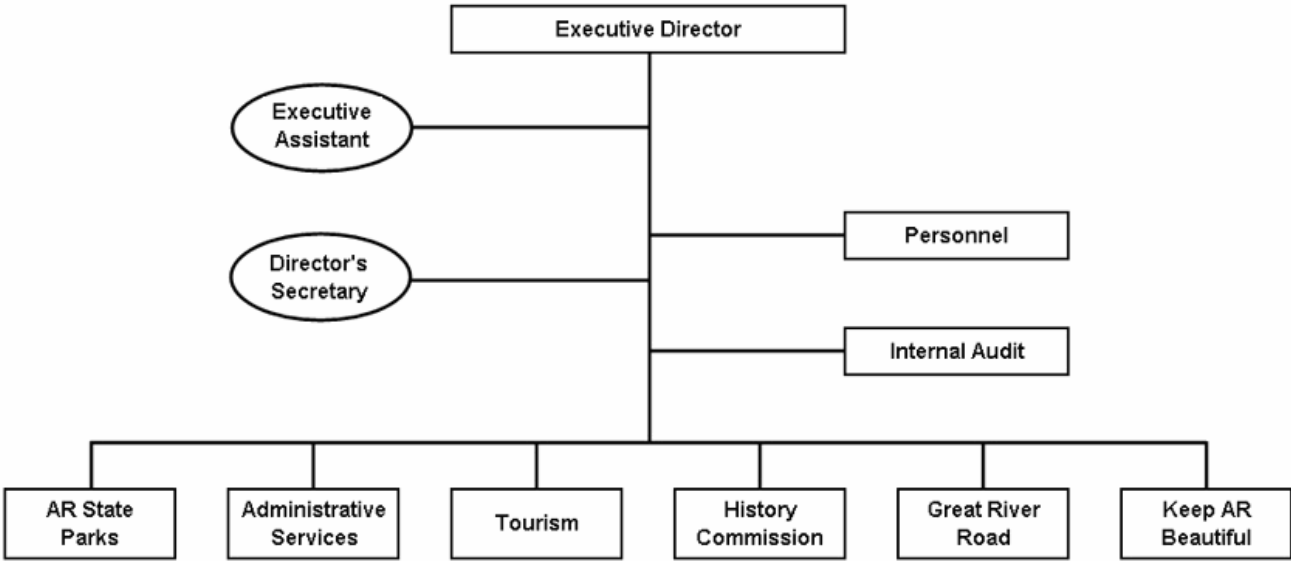 Executive Director
Executive
Assistant
Personnel
Director's
Secretary
Internal Audit
AR State
Parks
Administrative
Services
Tourism
History
Commission
Great River
Road
Keep AR
Beautiful